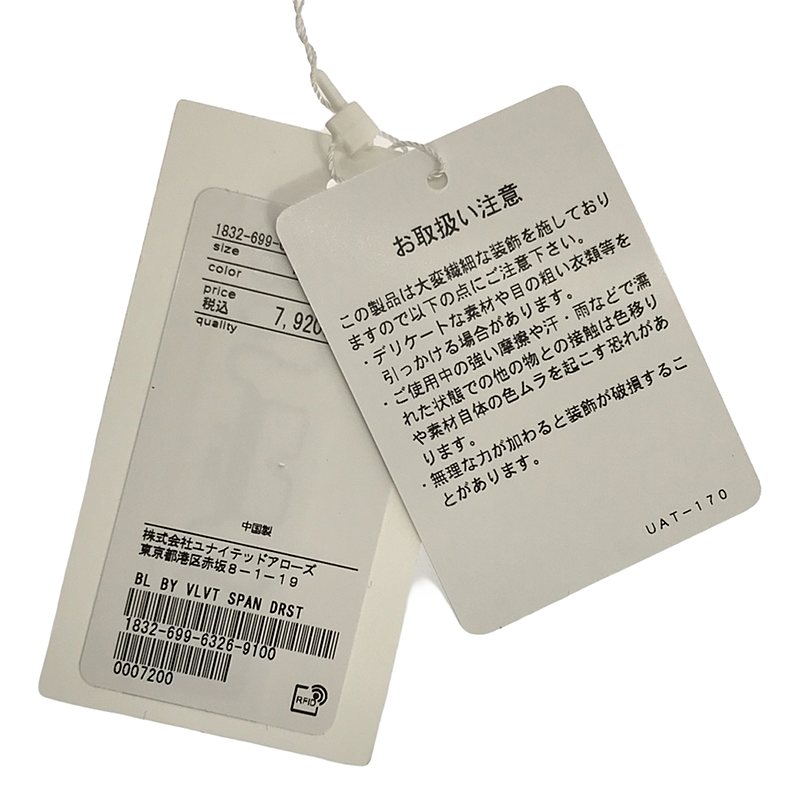 1832-699-6
size
color
price
税込 7,920
quality
中国製
株式会社ユナイテッドアローズ
東京都港区赤坂8-1-19
BL BY VLVT SPAN DRST
1832-699-6326-9100
0007200
RFID
お取扱い注意
この製品は大変繊細な装飾を施しており
ますので以下の点にご注意下さい。
・デリケートな素材や目の粗い衣類等を
引っかける場合があります。
・ご使用中の強い摩擦や汗・雨などで濡
れた状態での他の物との接触は色移り
や素材自体の色ムラを起こす恐れがあ
ります。
・無理な力が加わると装飾が破損するこ
とがあります。
UAT-170